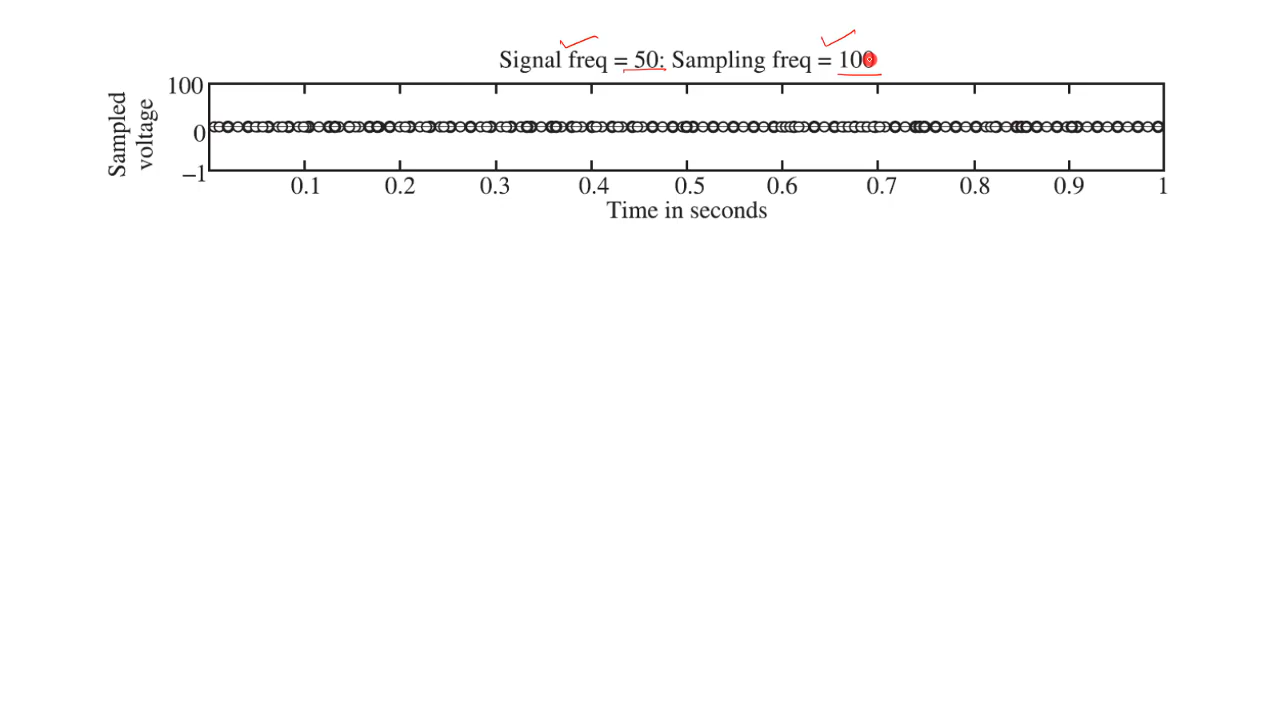 Signal freq = 50: Sampling freq = 100
Sampled
voltage
100
0
–1
0.1 0.2 0.3 0.4 0.5 0.6 0.7 0.8 0.9 1
Time in seconds